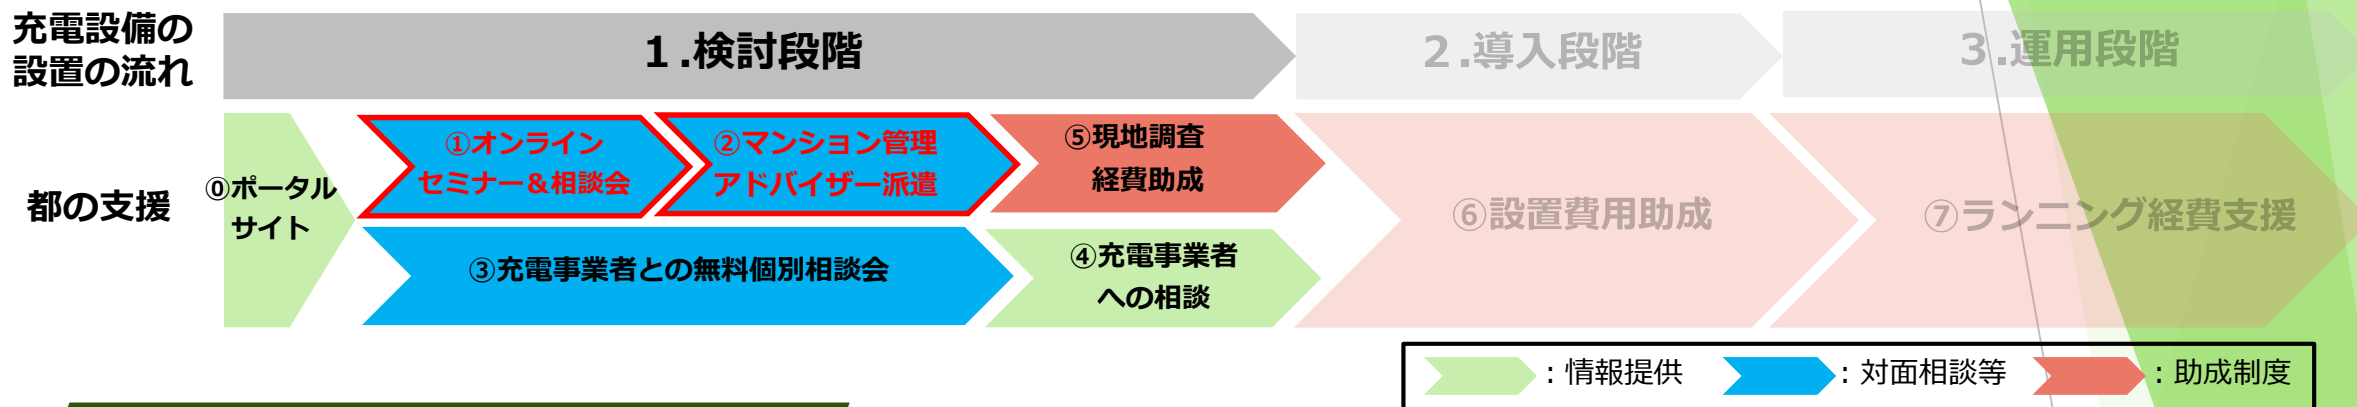 充電設備の
設置の流れ
1.検討段階
2.導入段階
3.運用段階
都の支援
⓪ポータル
サイト
①オンライン
セミナー＆相談会
②マンション管理
アドバイザー派遣
⑤現地調査
経費助成
③充電事業者との無料個別相談会
④充電事業者
への相談
⑥設置費用助成
⑦ランニング経費支援
：情報提供
：対面相談等
：助成制度